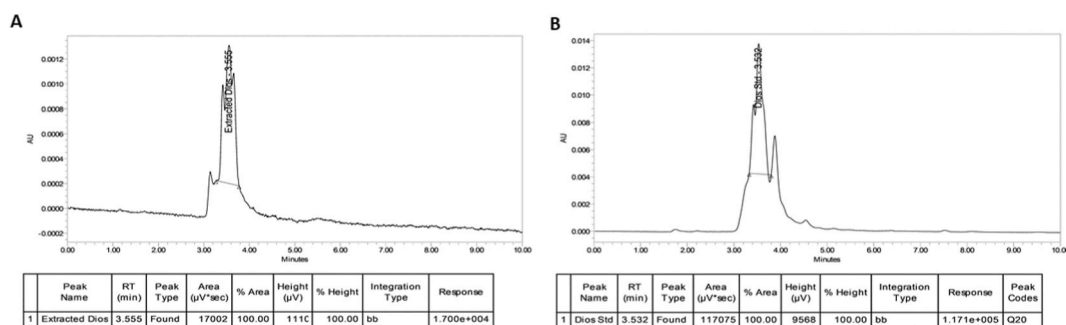 A
B
0.0012
0.0010
0.0008
0.0006
0.0004
0.0002
0.0000
-0.0002
AU
Extracted Dios - 3.555
0.00 1.00 2.00 3.00 4.00 5.00 6.00 7.00 8.00 9.00 10.00
Minutes
0.014
0.012
0.010
0.008
0.006
0.004
0.002
0.000
AU
Dios Std - 3.532
0.00 1.00 2.00 3.00 4.00 5.00 6.00 7.00 8.00 9.00 10.00
Minutes
Peak Name RT (min) Peak Type Area (µV*sec) % Area Height (µV) % Height Integration Type Response
1 Extracted Dios 3.555 Found 17002 100.00 100.00 bb 1.700e+004
Peak Name RT (min) Peak Type Area (µV*sec) % Area Height (µV) % Height Integration Type Response Peak Codes
1 Dios Std 3.532 Found 117075 100.00 9568 100.00 bb 1.171e+005 Q20